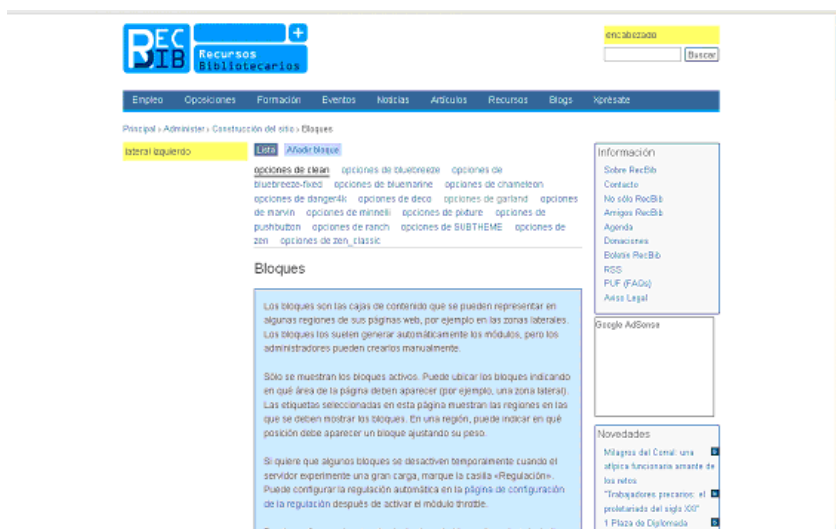 REC
BIB
Recursos
Bibliotecarios
encabezado
Buscar
Empleo Oposiciones Formación Eventos Noticias Artículos Recursos Blogs Xprésate
Principal › Administer › Construcción del sitio › Bloques
lateral izquierdo
Lista Añadir bloque
opciones de clean opciones de bluebreeze opciones de
bluebreeze-fixed opciones de bluemarine opciones de chameleon
opciones de danger4k opciones de deco opciones de garland opciones
de marvin opciones de minnelli opciones de pixture opciones de
pushbutton opciones de ranch opciones de SUBTHEME opciones de
zen opciones de zen_classic
Bloques
Los bloques son las cajas de contenido que se pueden representar en
algunas regiones de sus páginas web, por ejemplo en las zonas laterales.
Los bloques los suelen generar automáticamente los módulos, pero los
administradores pueden crearlos manualmente.
Sólo se muestran los bloques activos. Puede ubicar los bloques indicando
en qué área de la página deben aparecer (por ejemplo, una zona lateral).
Las etiquetas seleccionadas en esta página muestran las regiones en las
que se deben mostrar los bloques. En una región, puede indicar en qué
posición debe aparecer un bloque ajustando su peso.
Si quiere que algunos bloques se desactiven temporalmente cuando el
servidor experimente una gran carga, marque la casilla «Regulación».
Puede configurar la regulación automática en la página de configuración
de la regulación después de activar el módulo throttle.
Información
Sobre RecBib
Contacto
No sólo RecBib
Amigos RecBib
Agenda
Donaciones
Boletín RecBib
RSS
PUF (FAQs)
Aviso Legal
Google AdSense
Novedades
Milagros del Corral: una
atípica funcionaria amante de
los retos
"Trabajadores precarios: el
proletariado del siglo XXI"
1 Plaza de Diplomada